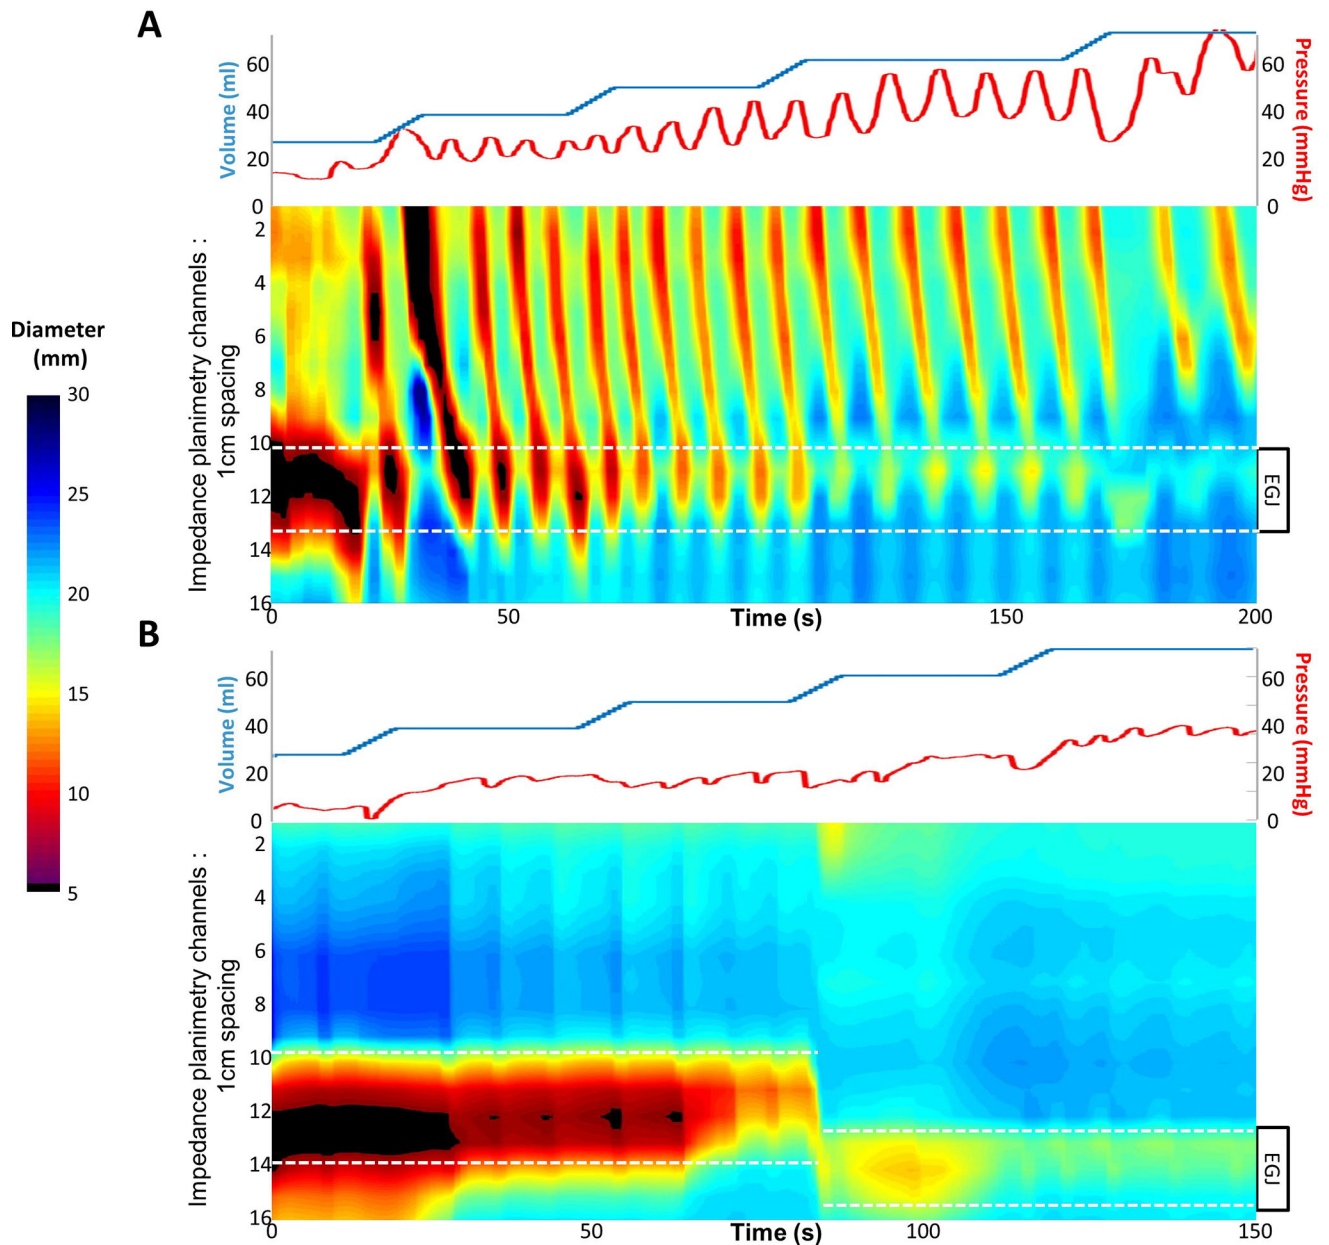 A
Volume (ml)
60
40
20
Pressure (mmHg)
60
40
20
0
Impedance planimetry channels :
1cm spacing
0
2
4
6
8
10
12
14
16
EGJ
0
50
Time (s)
150
200
Diameter
(mm)
30
25
20
15
10
5
B
Volume (ml)
60
40
20
0
Pressure (mmHg)
60
40
20
0
Impedance planimetry channels :
1cm spacing
2
4
6
8
10
12
14
16
EGJ
0
50
Time (s)
100
150